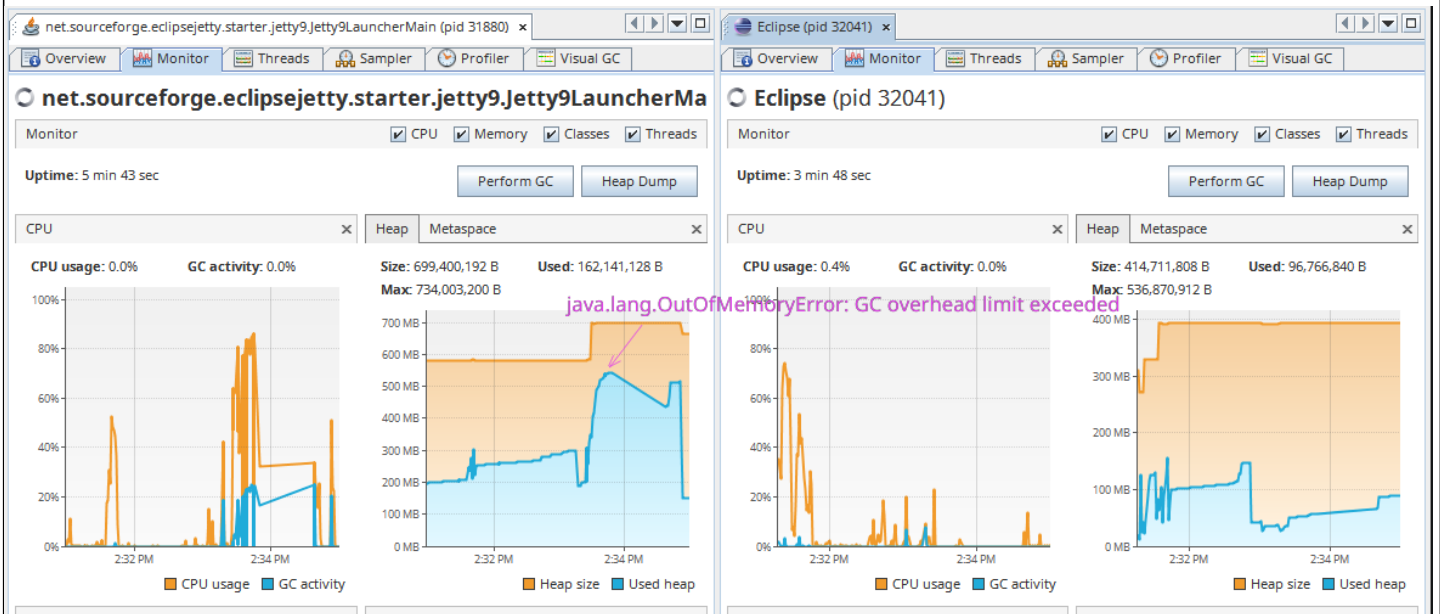 net.sourceforge.eclipsejetty.starter.jetty9.Jetty9LauncherMain (pid 31880) ×
Overview Monitor Threads Sampler Profiler Visual GC
net.sourceforge.eclipsejetty.starter.jetty9.Jetty9LauncherMa
Monitor CPU Memory Classes Threads
Uptime: 5 min 43 sec
Perform GC Heap Dump
CPU ×
CPU usage: 0.0% GC activity: 0.0%
100%
80%
60%
40%
20%
0%
2:32 PM 2:34 PM
CPU usage GC activity
Heap Metaspace ×
Size: 699,400,192 B Used: 162,141,128 B
Max: 734,003,200 B
java.lang.OutOfMemoryError: GC overhead limit exceeded
700 MB
600 MB
500 MB
400 MB
300 MB
200 MB
100 MB
0 MB
2:32 PM 2:34 PM
Heap size Used heap
Eclipse (pid 32041) ×
Overview Monitor Threads Sampler Profiler Visual GC
Eclipse (pid 32041)
Monitor CPU Memory Classes Threads
Uptime: 3 min 48 sec
Perform GC Heap Dump
CPU ×
CPU usage: 0.4% GC activity: 0.0%
100%
80%
60%
40%
20%
0%
2:32 PM 2:34 PM
CPU usage GC activity
Heap Metaspace ×
Size: 414,711,808 B Used: 96,766,840 B
Max: 536,870,912 B
400 MB
300 MB
200 MB
100 MB
0 MB
2:32 PM 2:34 PM
Heap size Used heap